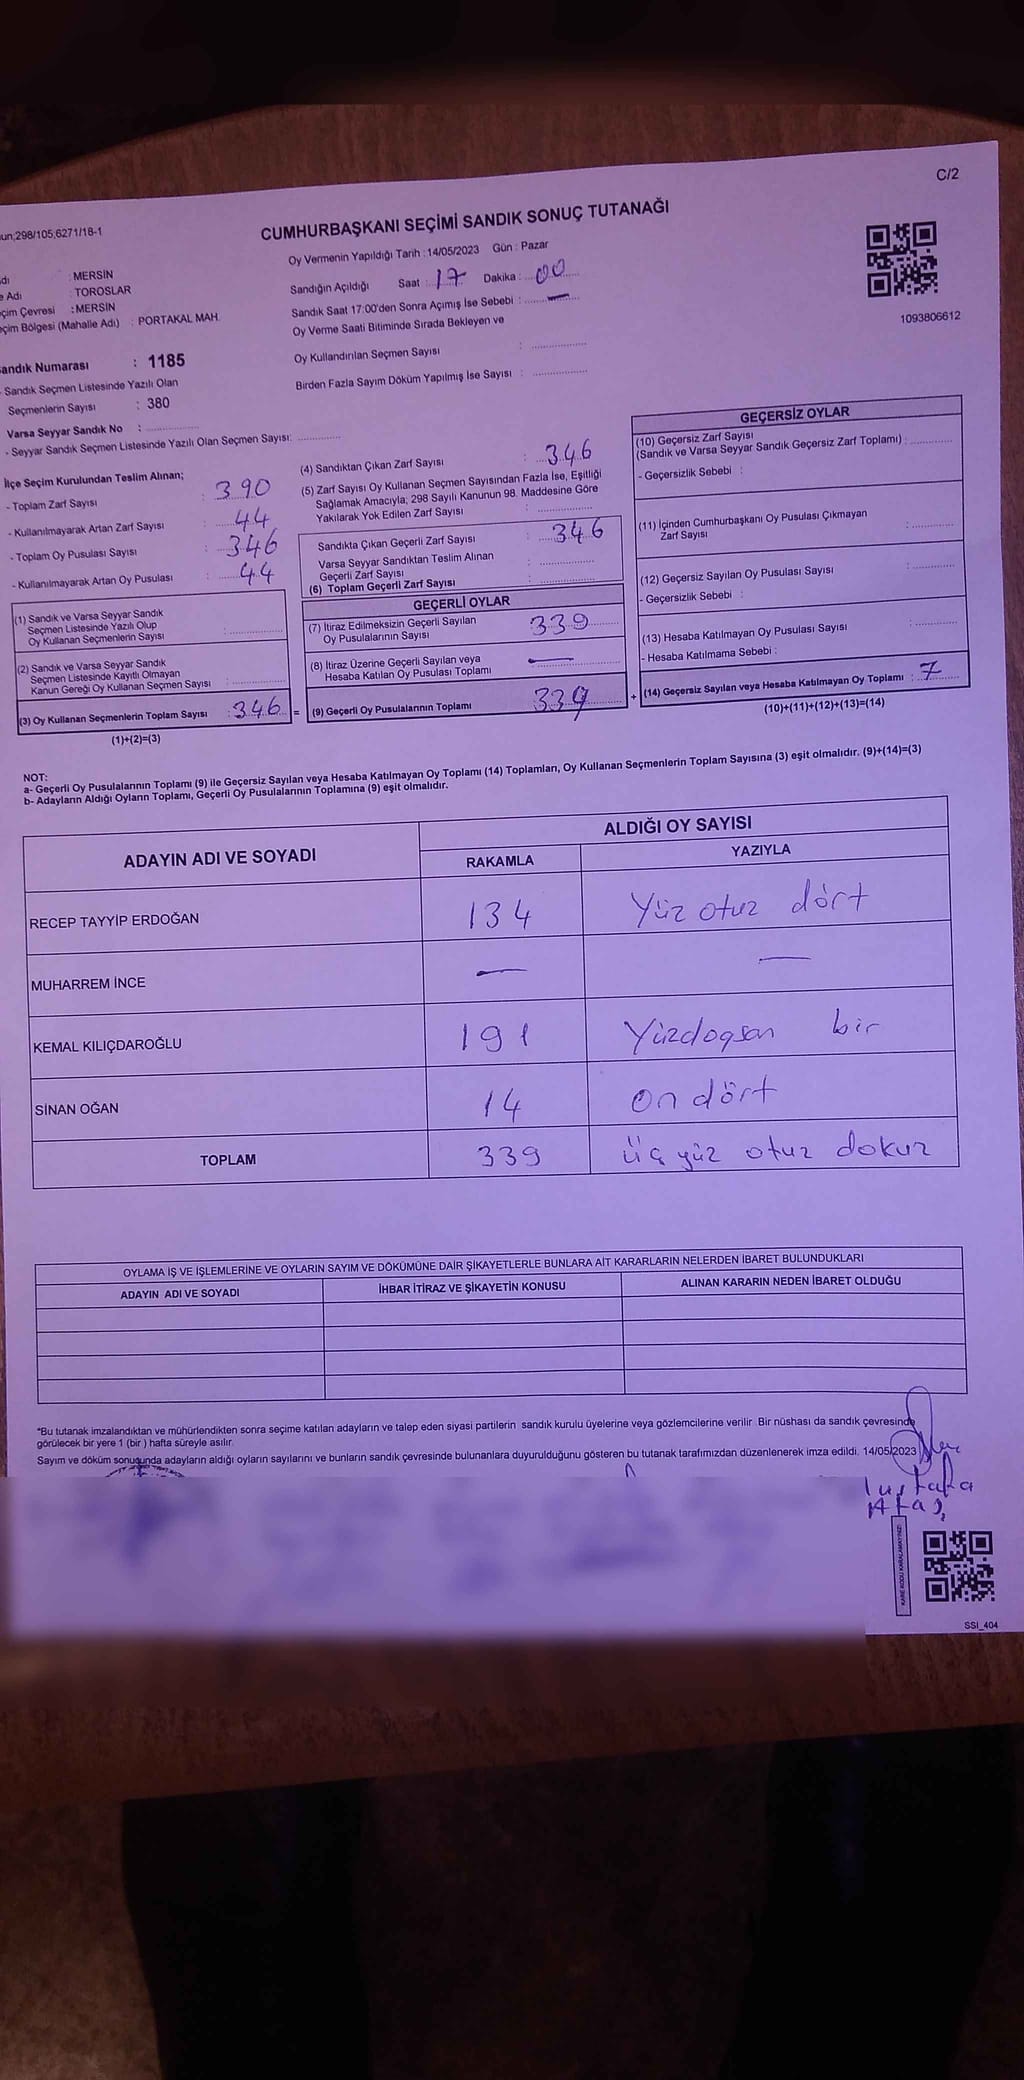 C/2
un;298/105;6271/18-1
CUMHURBAŞKANI SEÇİMİ SANDIK SONUÇ TUTANAĞI
Oy Vermenin Yapıldığı Tarih : 14/05/2023 Gün : Pazar
dı : MERSİN
e Adı : TOROSLAR
çim Çevresi : MERSİN
çim Bölgesi (Mahalle Adı) : PORTAKAL MAH.
Sandığın Açıldığı Saat : 17 Dakika : 00
Sandık Saat 17:00'den Sonra Açımış İse Sebebi : —
Oy Verme Saati Bitiminde Sırada Bekleyen ve
Oy Kullandırılan Seçmen Sayısı :
Birden Fazla Sayım Döküm Yapılmış İse Sayısı :
1093806612
andık Numarası : 1185
- Sandık Seçmen Listesinde Yazılı Olan
Seçmenlerin Sayısı : 380
Varsa Seyyar Sandık No :
- Seyyar Sandık Seçmen Listesinde Yazılı Olan Seçmen Sayısı:
İlçe Seçim Kurulundan Teslim Alınan;
- Toplam Zarf Sayısı : 390
- Kullanılmayarak Artan Zarf Sayısı : 44
- Toplam Oy Pusulası Sayısı : 346
- Kullanılmayarak Artan Oy Pusulası : 44
(1) Sandık ve Varsa Seyyar Sandık
Seçmen Listesinde Yazılı Olup
Oy Kullanan Seçmenlerin Sayısı :
(2) Sandık ve Varsa Seyyar Sandık
Seçmen Listesinde Kayıtlı Olmayan
Kanun Gereği Oy Kullanan Seçmen Sayısı :
(3) Oy Kullanan Seçmenlerin Toplam Sayısı : 346 =
(1)+(2)=(3)
(4) Sandıktan Çıkan Zarf Sayısı : 346
(5) Zarf Sayısı Oy Kullanan Seçmen Sayısından Fazla İse, Eşitliği
Sağlamak Amacıyla; 298 Sayılı Kanunun 98. Maddesine Göre
Yakılarak Yok Edilen Zarf Sayısı :
Sandıkta Çıkan Geçerli Zarf Sayısı : 346
Varsa Seyyar Sandıktan Teslim Alınan
Geçerli Zarf Sayısı :
(6) Toplam Geçerli Zarf Sayısı :
GEÇERLİ OYLAR
(7) İtiraz Edilmeksizin Geçerli Sayılan
Oy Pusulalarının Sayısı : 339
(8) İtiraz Üzerine Geçerli Sayılan veya
Hesaba Katılan Oy Pusulası Toplamı : —
(9) Geçerli Oy Pusulalarının Toplamı 339 +
GEÇERSİZ OYLAR
(10) Geçersiz Zarf Sayısı
(Sandık ve Varsa Seyyar Sandık Geçersiz Zarf Toplamı) :
- Geçersizlik Sebebi :
(11) İçinden Cumhurbaşkanı Oy Pusulası Çıkmayan
Zarf Sayısı :
(12) Geçersiz Sayılan Oy Pusulası Sayısı :
- Geçersizlik Sebebi :
(13) Hesaba Katılmayan Oy Pusulası Sayısı :
- Hesaba Katılmama Sebebi :
(14) Geçersiz Sayılan veya Hesaba Katılmayan Oy Toplamı : 7
(10)+(11)+(12)+(13)=(14)
NOT:
a- Geçerli Oy Pusulalarının Toplamı (9) ile Geçersiz Sayılan veya Hesaba Katılmayan Oy Toplamı (14) Toplamları, Oy Kullanan Seçmenlerin Toplam Sayısına (3) eşit olmalıdır. (9)+(14)=(3)
b- Adayların Aldığı Oyların Toplamı, Geçerli Oy Pusulalarının Toplamına (9) eşit olmalıdır.
ADAYIN ADI VE SOYADI ALDIĞI OY SAYISI
RAKAMLA YAZIYLA
RECEP TAYYİP ERDOĞAN 134 Yüz otuz dört
MUHARREM İNCE — —
KEMAL KILIÇDAROĞLU 191 Yüzdoqsan bir
SİNAN OĞAN 14 on dört
TOPLAM 339 üç yüz otuz dokuz
OYLAMA İŞ VE İŞLEMLERİNE VE OYLARIN SAYIM VE DÖKÜMÜNE DAİR ŞİKAYETLERLE BUNLARA AİT KARARLARIN NELERDEN İBARET BULUNDUKLARI
ADAYIN ADI VE SOYADI İHBAR İTİRAZ VE ŞİKAYETİN KONUSU ALINAN KARARIN NEDEN İBARET OLDUĞU
*Bu tutanak imzalandıktan ve mühürlendikten sonra seçime katılan adayların ve talep eden siyasi partilerin sandık kurulu üyelerine veya gözlemcilerine verilir. Bir nüshası da sandık çevresinde
görülecek bir yere 1 (bir ) hafta süreyle asılır.
Sayım ve döküm sonuğunda adayların aldığı oyların sayılarını ve bunların sandık çevresinde bulunanlara duyurulduğunu gösteren bu tutanak tarafımızdan düzenlenerek imza edildi. 14/05/2023
ustafa
Ataş
KARE KODU KARALAMAYINIZ!
SSI_404